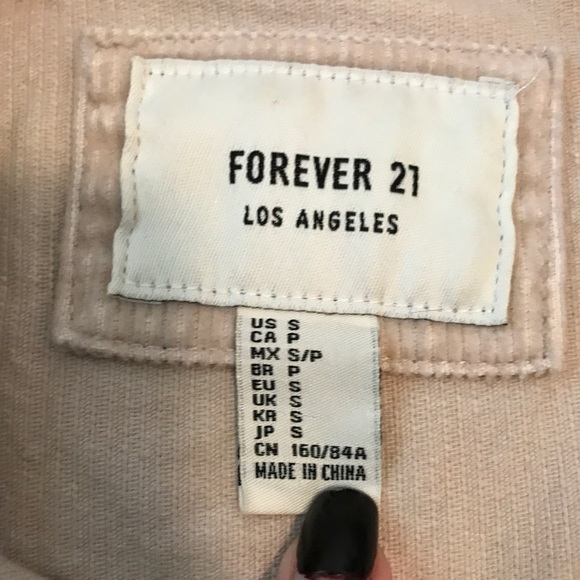 FOREVER 21
LOS ANGELES
US S
CA P
MX S/P
BR P
EU S
UK S
KR S
JP S
CN 160/84A
MADE IN CHINA